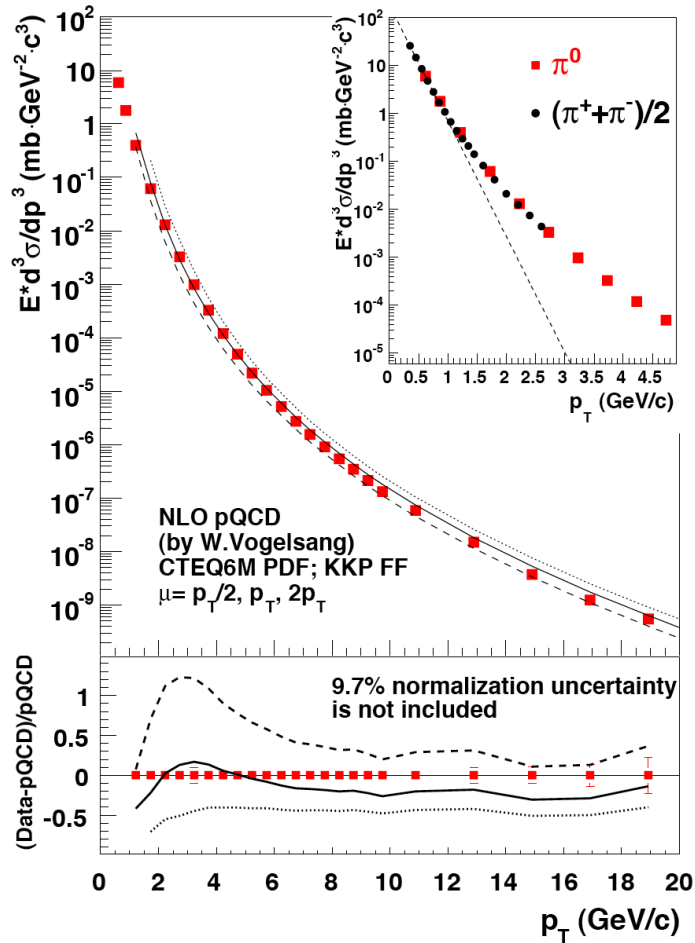 E*d³σ/dp³ (mb·GeV⁻²·c³)
10²
10
1
10⁻¹
10⁻²
10⁻³
10⁻⁴
10⁻⁵
10⁻⁶
10⁻⁷
10⁻⁸
10⁻⁹
NLO pQCD
(by W.Vogelsang)
CTEQ6M PDF; KKP FF
μ= p_T/2, p_T, 2p_T
E*d³σ/dp³ (mb·GeV⁻²·c³)
10²
10
1
10⁻¹
10⁻²
10⁻³
10⁻⁴
10⁻⁵
π⁰
(π⁺+π⁻)/2
0 0.5 1 1.5 2 2.5 3 3.5 4 4.5
p_T (GeV/c)
(Data-pQCD)/pQCD
1
0.5
0
-0.5
9.7% normalization uncertainty
is not included
0 2 4 6 8 10 12 14 16 18 20
p_T (GeV/c)